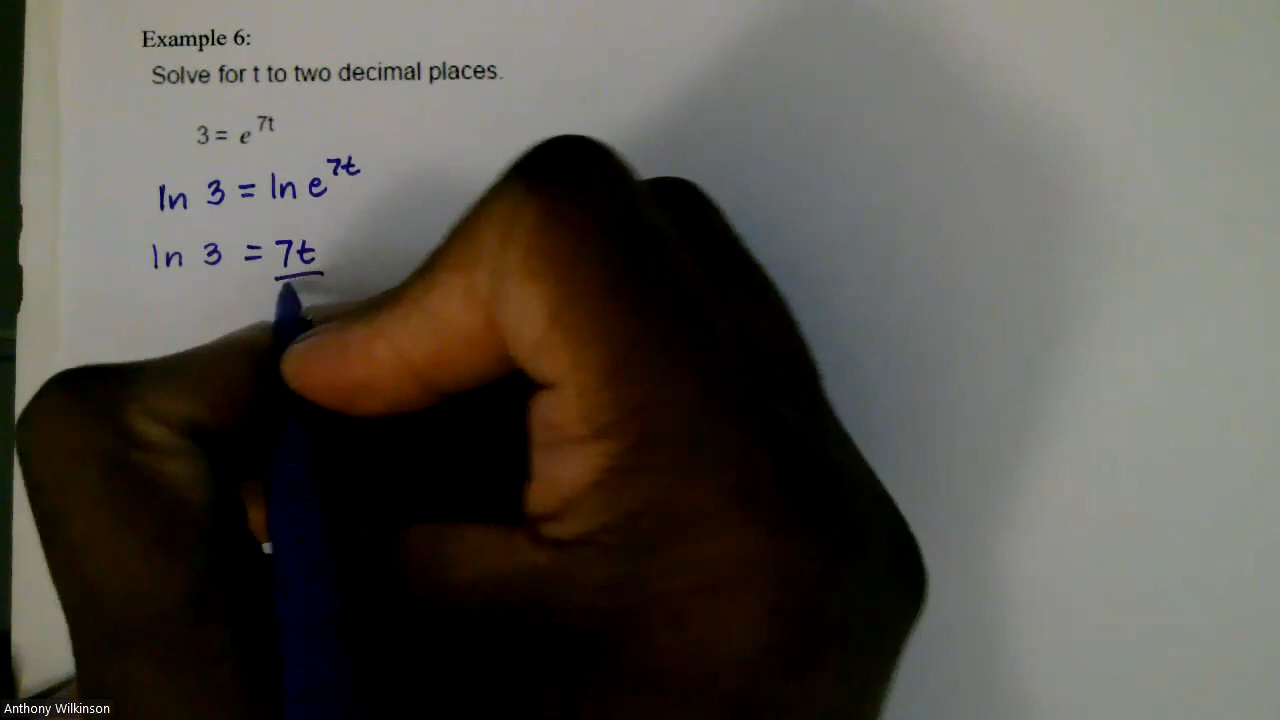 Example 6:
Solve for t to two decimal places.
3 = e^7t
ln 3 = ln e^7t
ln 3 = 7t
Anthony Wilkinson